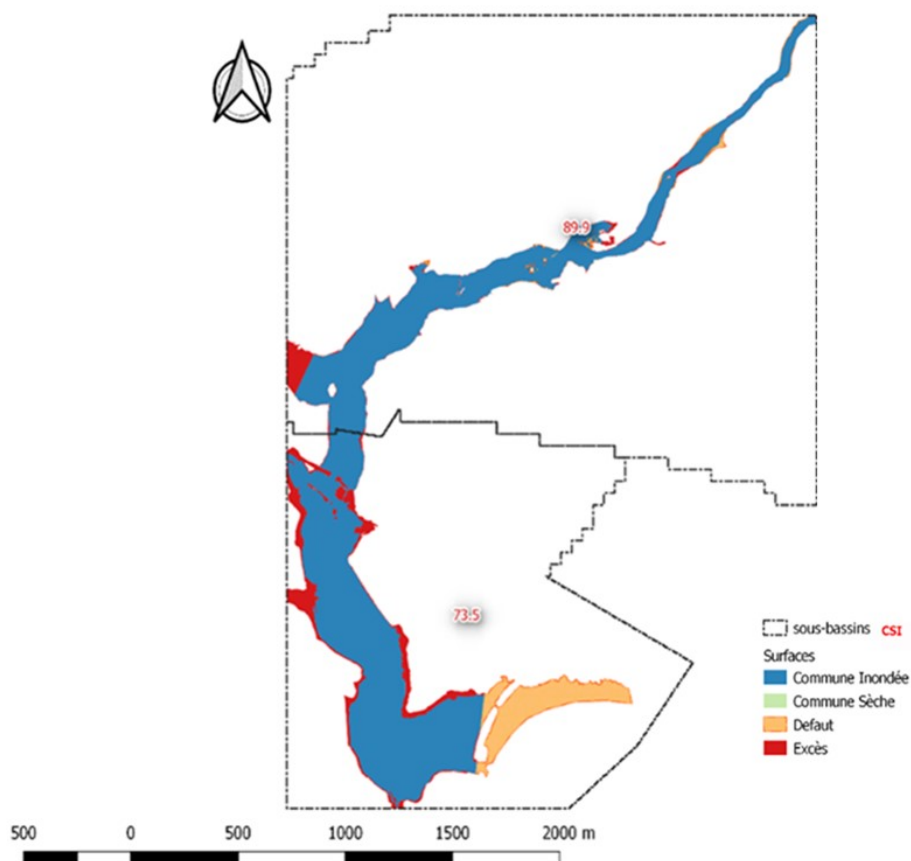 89.9
73.5
sous-bassins CSI
Surfaces
Commune Inondée
Commune Sèche
Defaut
Excès
500 0 500 1000 1500 2000 m